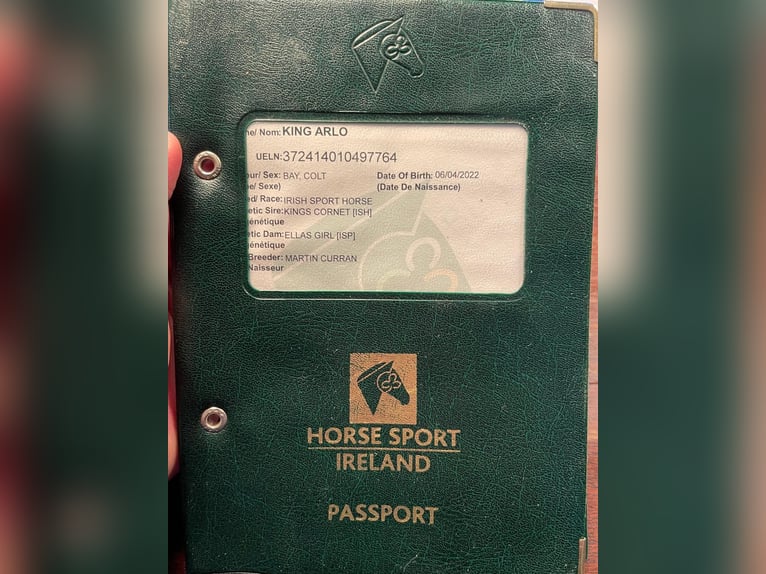 e/ Nom: KING ARLO
UELN: 372414010497764
our/ Sex: BAY, COLT Date Of Birth: 06/04/2022
e/ Sexe) (Date De Naissance)
ed/ Race: IRISH SPORT HORSE
etic Sire: KINGS CORNET [ISH]
énétique
etic Dam: ELLAS GIRL [ISP]
énétique
Breeder: MARTIN CURRAN
Naisseur
HORSE SPORT
IRELAND
PASSPORT